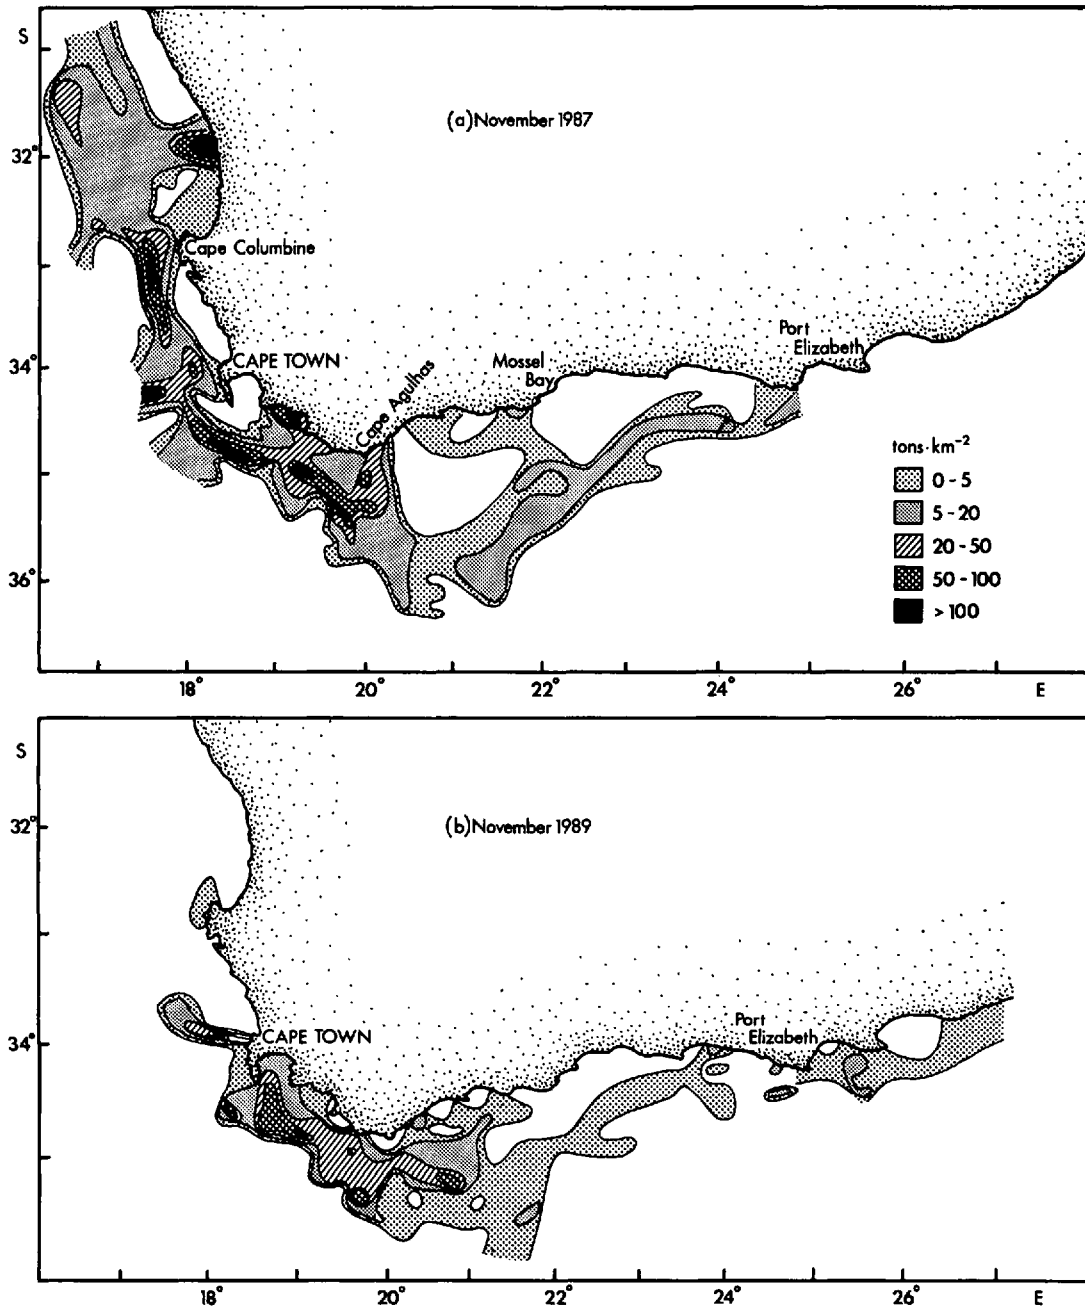 S
(a) November 1987
32°
Cape Columbine
34°
CAPE TOWN
Cape Agulhas
Mossel
Bay
Port
Elizabeth
tons·km⁻²
0 - 5
5 - 20
20 - 50
50 - 100
> 100
36°
18° 20° 22° 24° 26° E
S
(b) November 1989
32°
34°
CAPE TOWN
Port
Elizabeth
18° 20° 22° 24° 26° E